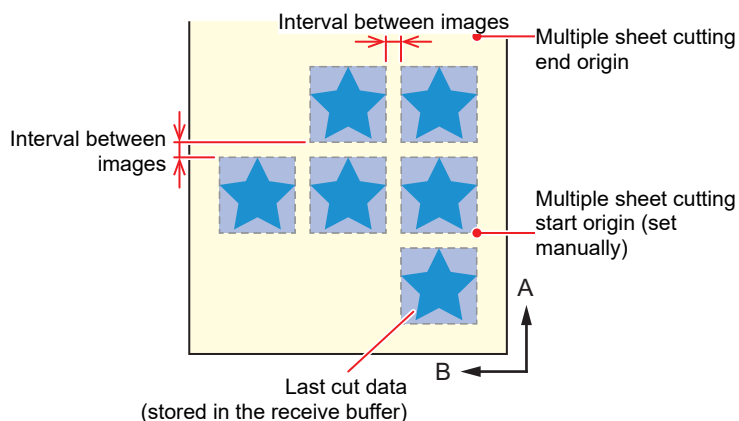 Interval between images
Multiple sheet cutting
end origin
Interval between
images
Multiple sheet cutting
start origin (set
manually)
A
B
Last cut data
(stored in the receive buffer)